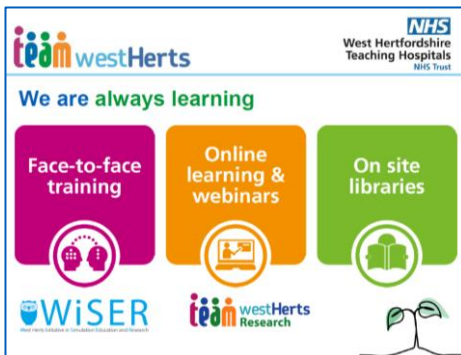 team westHerts
NHS
West Hertfordshire
Teaching Hospitals
NHS Trust
We are always learning
Face-to-face
training
Online
learning &
webinars
On site
libraries
WiSER
West Herts Initiative in Simulation Education and Research
team westHerts
Research